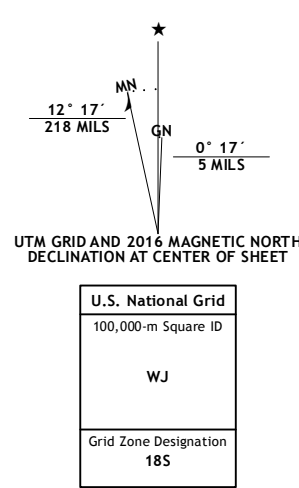 ★
MN
12° 17´
218 MILS
GN
0° 17´
5 MILS
UTM GRID AND 2016 MAGNETIC NORTH
DECLINATION AT CENTER OF SHEET
U.S. National Grid
100,000-m Square ID
WJ
Grid Zone Designation
18S